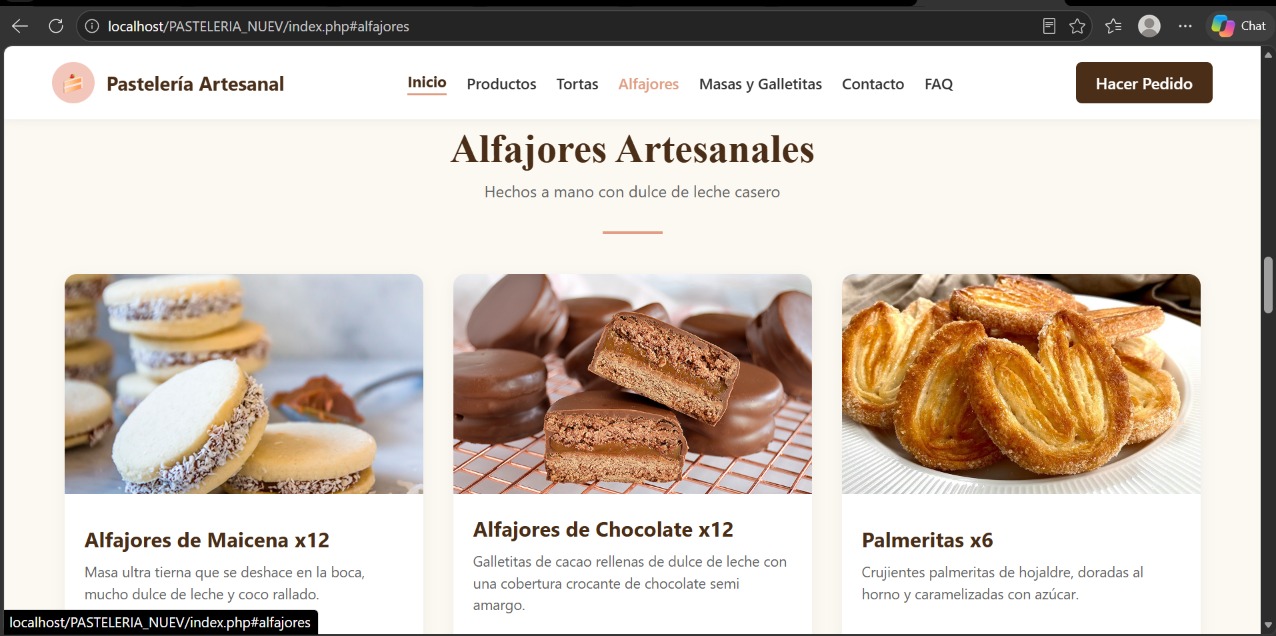 localhost/PASTELERIA_NUEV/index.php#alfajores
Chat
Pastelería Artesanal
Inicio
Productos
Tortas
Alfajores
Masas y Galletitas
Contacto
FAQ
Hacer Pedido
Alfajores Artesanales
Hechos a mano con dulce de leche casero
Alfajores de Maicena x12
Masa ultra tierna que se deshace en la boca,
mucho dulce de leche y coco rallado.
Alfajores de Chocolate x12
Galletitas de cacao rellenas de dulce de leche con
una cobertura crocante de chocolate semi
amargo.
Palmeritas x6
Crujientes palmeritas de hojaldre, doradas al
horno y caramelizadas con azúcar.
localhost/PASTELERIA_NUEV/index.php#alfajores